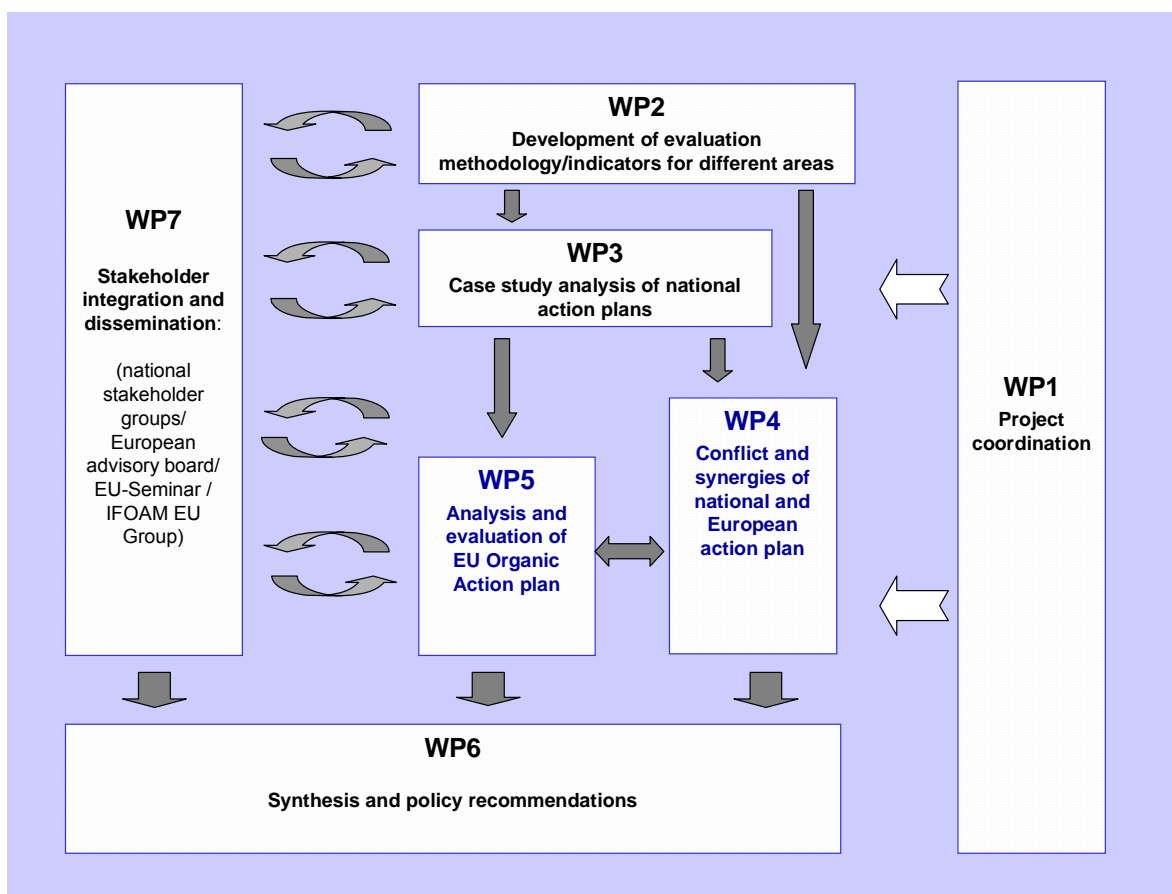 WP2
Development of evaluation
methodology/indicators for different areas
WP7
Stakeholder
integration and
dissemination:
(national
stakeholder
groups/
European
advisory board/
EU-Seminar /
IFOAM EU
Group)
WP3
Case study analysis of national
action plans
WP1
Project
coordination
WP4
Conflict and
synergies of
national and
European
action plan
WP5
Analysis and
evaluation of
EU Organic
Action plan
WP6
Synthesis and policy recommendations